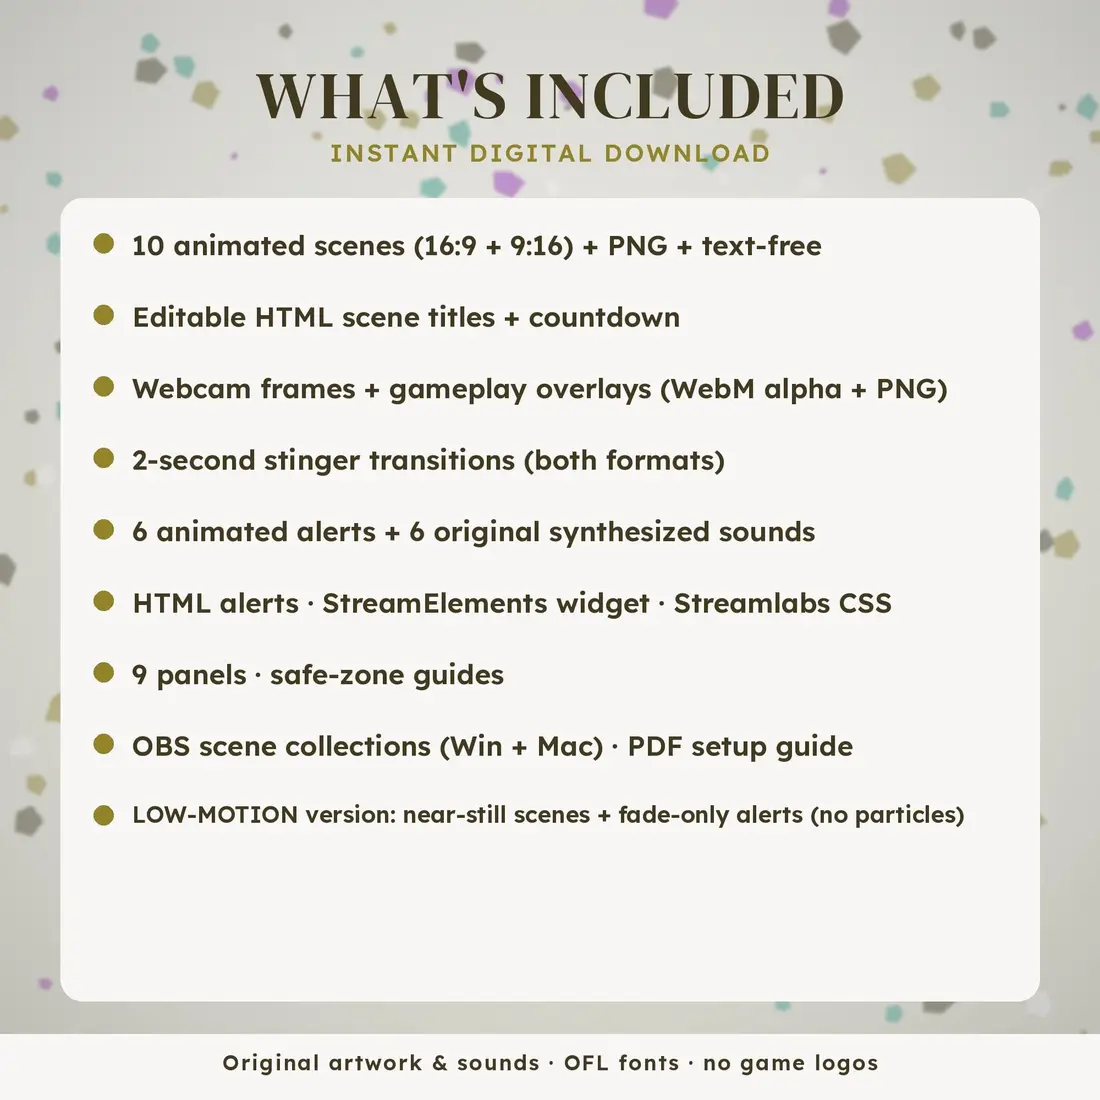 WHAT'S INCLUDED
INSTANT DIGITAL DOWNLOAD
10 animated scenes (16:9 + 9:16) + PNG + text-free
Editable HTML scene titles + countdown
Webcam frames + gameplay overlays (WebM alpha + PNG)
2-second stinger transitions (both formats)
6 animated alerts + 6 original synthesized sounds
HTML alerts · StreamElements widget · Streamlabs CSS
9 panels · safe-zone guides
OBS scene collections (Win + Mac) · PDF setup guide
LOW-MOTION version: near-still scenes + fade-only alerts (no particles)
Original artwork & sounds · OFL fonts · no game logos